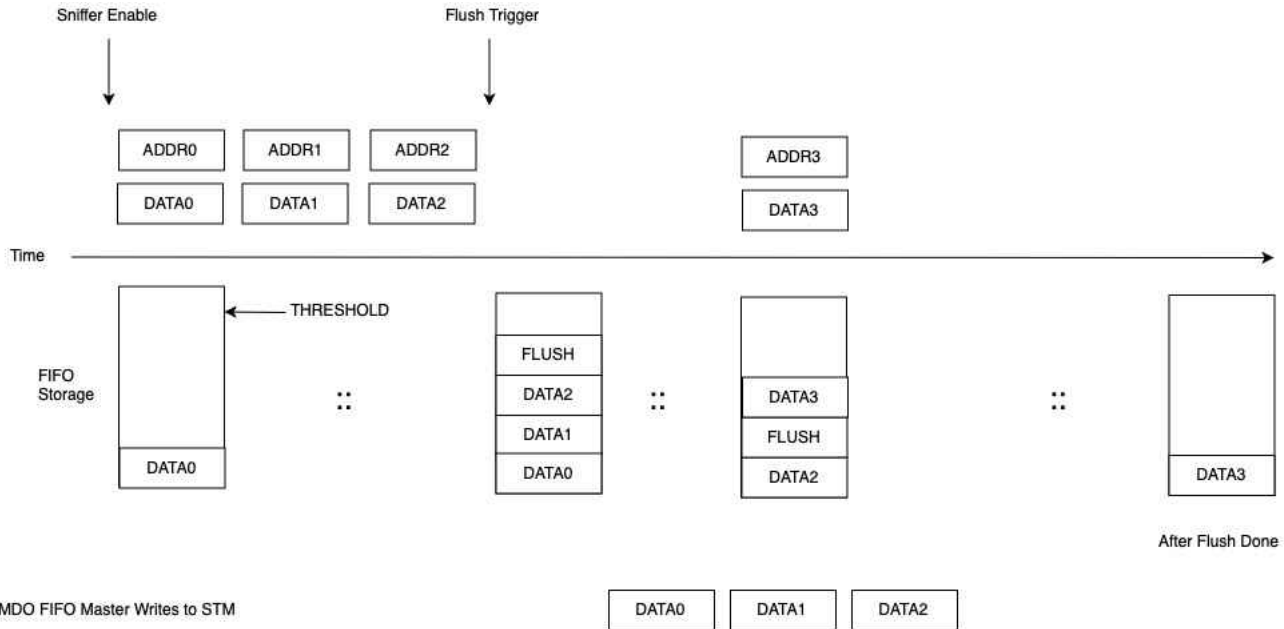 Sniffer Enable
Flush Trigger
ADDR0
ADDR1
ADDR2
ADDR3
DATA0
DATA1
DATA2
DATA3
Time
THRESHOLD
FIFO
Storage
DATA0
::
FLUSH
DATA2
DATA1
DATA0
::
DATA3
FLUSH
DATA2
::
DATA3
After Flush Done
MDO FIFO Master Writes to STM
DATA0
DATA1
DATA2